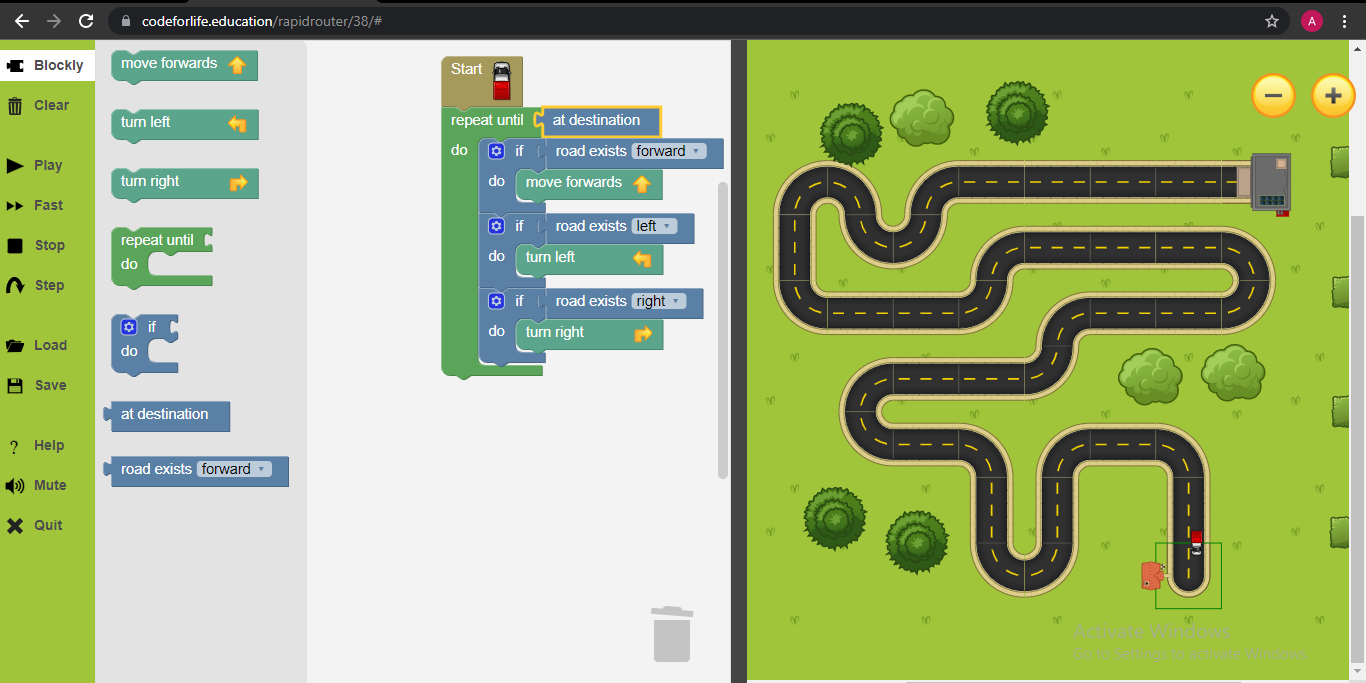 codeforlife.education/rapidrouter/38/#
A
Blockly
Clear
Play
Fast
Stop
Step
Load
Save
Help
Mute
Quit
move forwards
turn left
turn right
repeat until
do
if
do
at destination
road exists forward
Start
repeat until at destination
do if road exists forward
do move forwards
if road exists left
do turn left
if road exists right
do turn right
Activate Windows
Go to Settings to activate Windows.